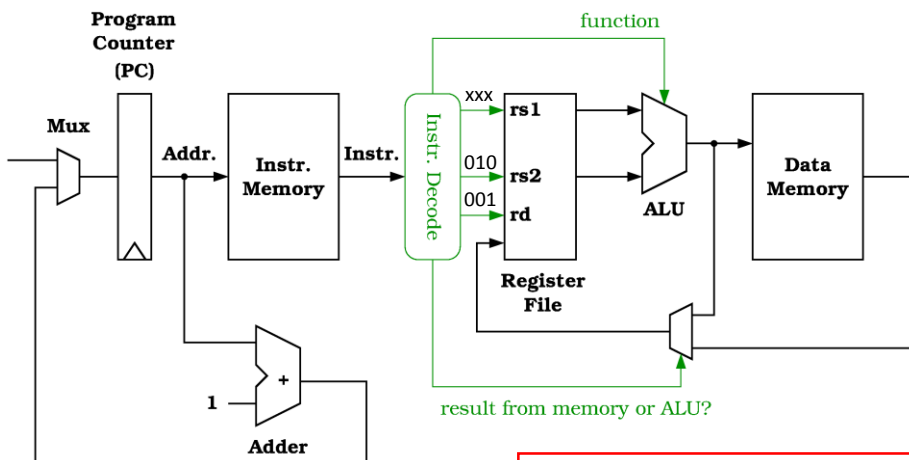 Program
Counter
(PC)
function
Mux
Addr.
Instr.
Memory
Instr.
Instr. Decode
xxx
010
001
rs1
rs2
rd
Register
File
ALU
Data
Memory
1
+
Adder
result from memory or ALU?